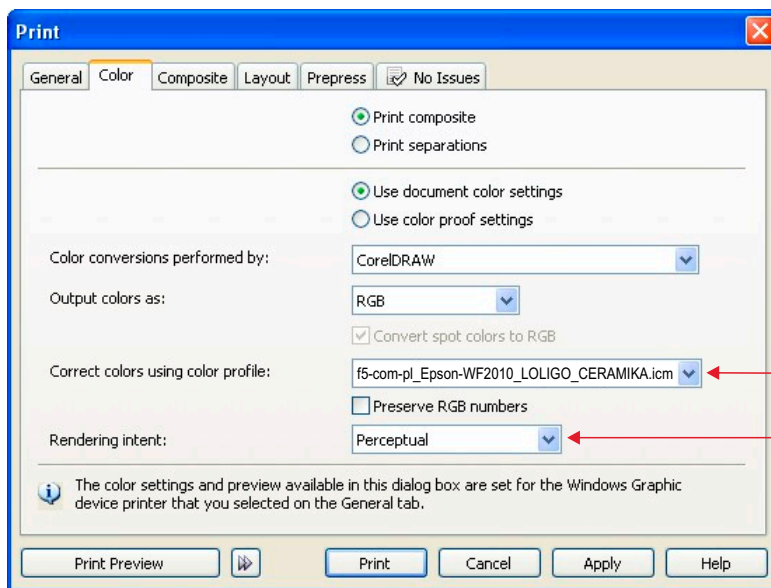 Print
General Color Composite Layout Prepress No Issues
Print composite
Print separations
Use document color settings
Use color proof settings
Color conversions performed by: CorelDRAW
Output colors as: RGB
Convert spot colors to RGB
Correct colors using color profile: f5-com-pl_Epson-WF2010_LOLIGO_CERAMIKA.icm
Preserve RGB numbers
Rendering intent: Perceptual
The color settings and preview available in this dialog box are set for the Windows Graphic
device printer that you selected on the General tab.
Print Preview Print Cancel Apply Help